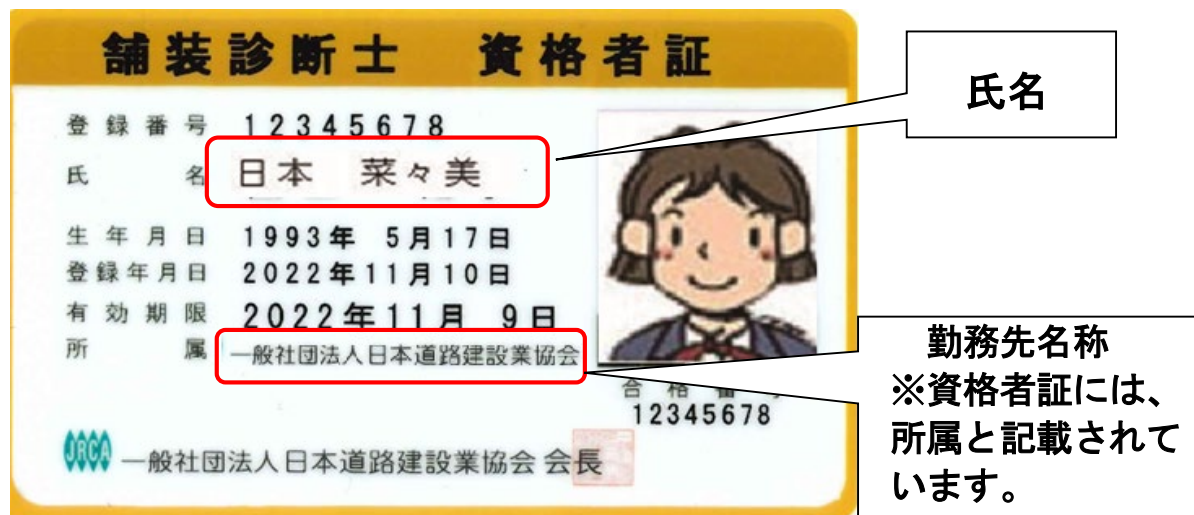 舗装診断士 資格者証
登録番号 12345678
氏名 日本 菜々美
生年月日 1993年 5月17日
登録年月日 2022年11月10日
有効期限 2022年11月 9日
所属 一般社団法人日本道路建設業協会
12345678
JRCA 一般社団法人日本道路建設業協会 会長
氏名
勤務先名称
※資格者証には、
所属と記載されて
います。